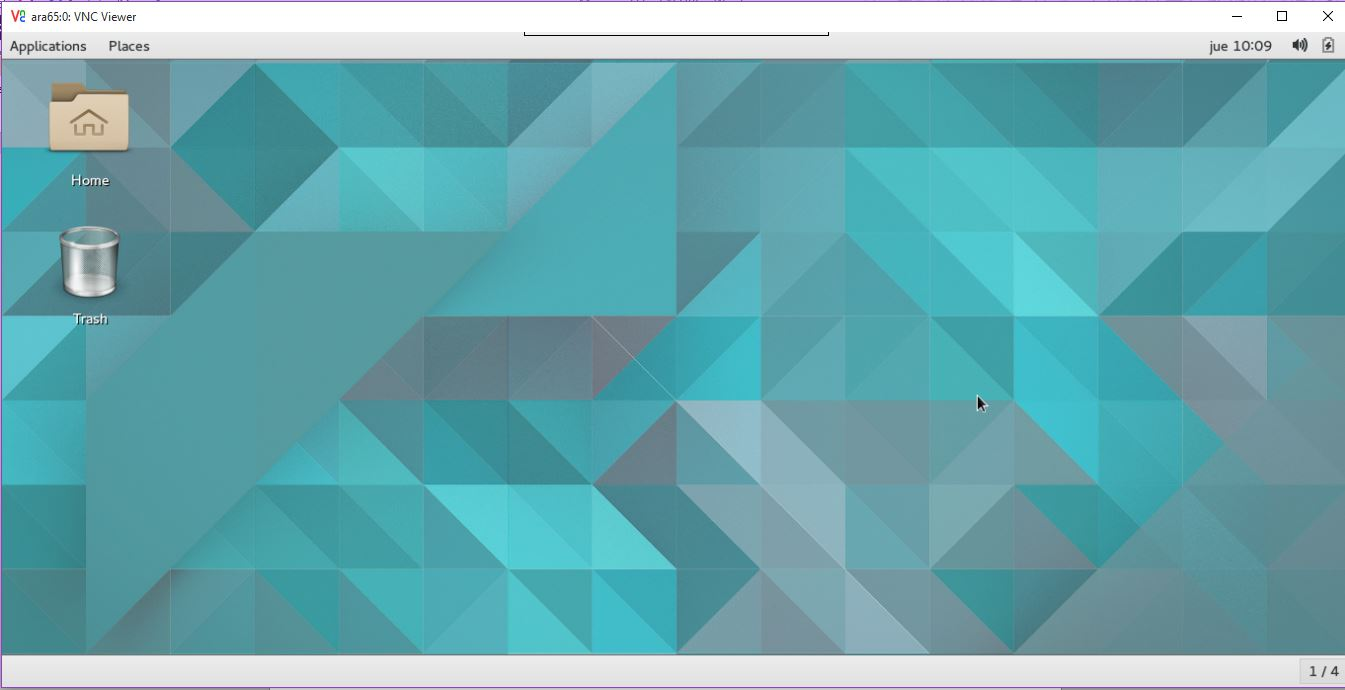 ara65:0: VNC Viewer
Applications Places jue 10:09
Home
Trash
1 / 4